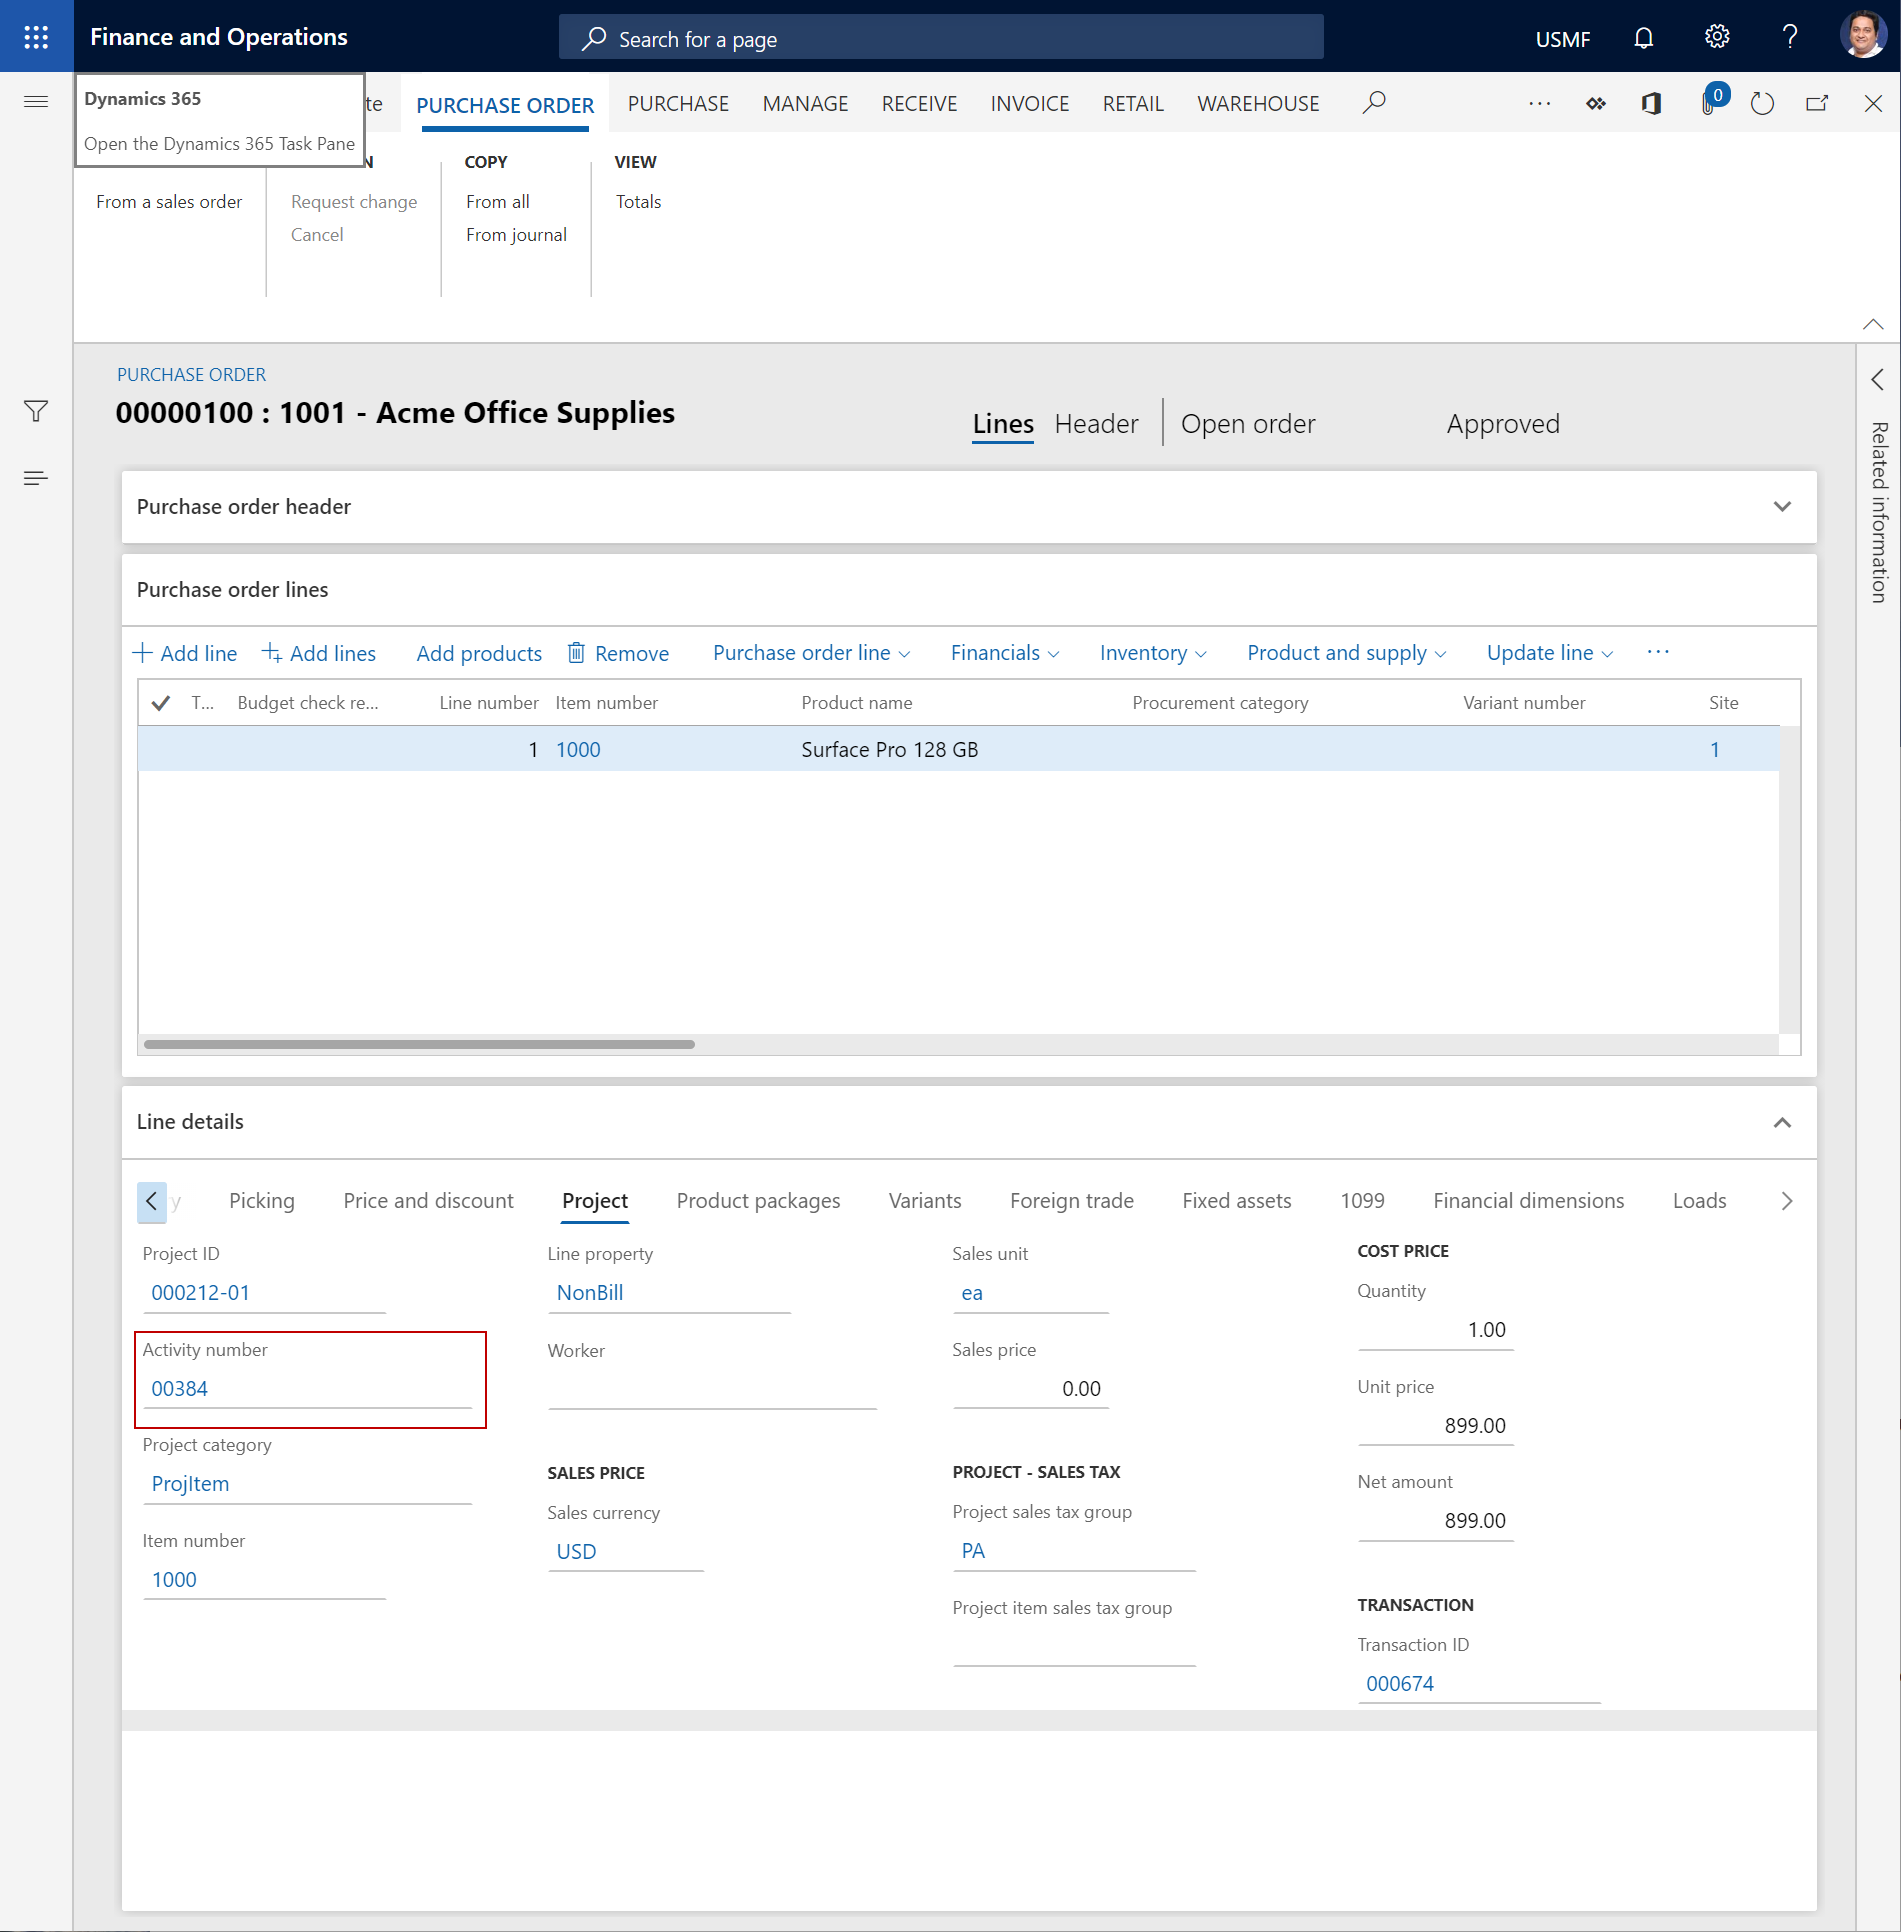 Finance and Operations
Search for a page
USMF
Dynamics 365
Open the Dynamics 365 Task Pane
te
PURCHASE ORDER
PURCHASE
MANAGE
RECEIVE
INVOICE
RETAIL
WAREHOUSE
0
N
COPY
VIEW
From a sales order
Request change
From all
Totals
Cancel
From journal
PURCHASE ORDER
00000100 : 1001 - Acme Office Supplies
Lines
Header
Open order
Approved
Related information
Purchase order header
Purchase order lines
Add line
Add lines
Add products
Remove
Purchase order line
Financials
Inventory
Product and supply
Update line
T...
Budget check re...
Line number
Item number
Product name
Procurement category
Variant number
Site
1
1000
Surface Pro 128 GB
1
Line details
y
Picking
Price and discount
Project
Product packages
Variants
Foreign trade
Fixed assets
1099
Financial dimensions
Loads
Project ID
000212-01
Activity number
00384
Project category
ProjItem
Item number
1000
Line property
NonBill
Worker
SALES PRICE
Sales currency
USD
Sales unit
ea
Sales price
0.00
PROJECT - SALES TAX
Project sales tax group
PA
Project item sales tax group
COST PRICE
Quantity
1.00
Unit price
899.00
Net amount
899.00
TRANSACTION
Transaction ID
000674